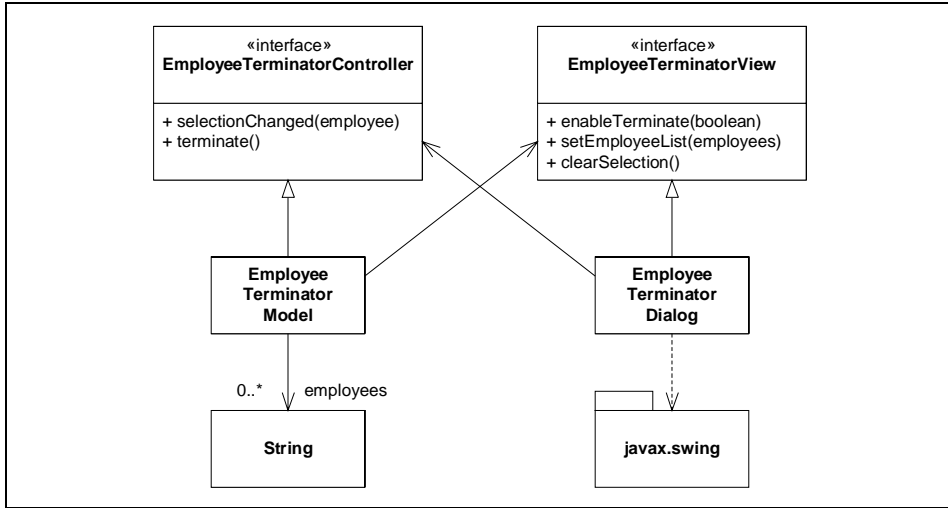 «interface»
EmployeeTerminatorController
+ selectionChanged(employee)
+ terminate()
«interface»
EmployeeTerminatorView
+ enableTerminate(boolean)
+ setEmployeeList(employees)
+ clearSelection()
Employee
Terminator
Model
Employee
Terminator
Dialog
0..* employees
String
javax.swing